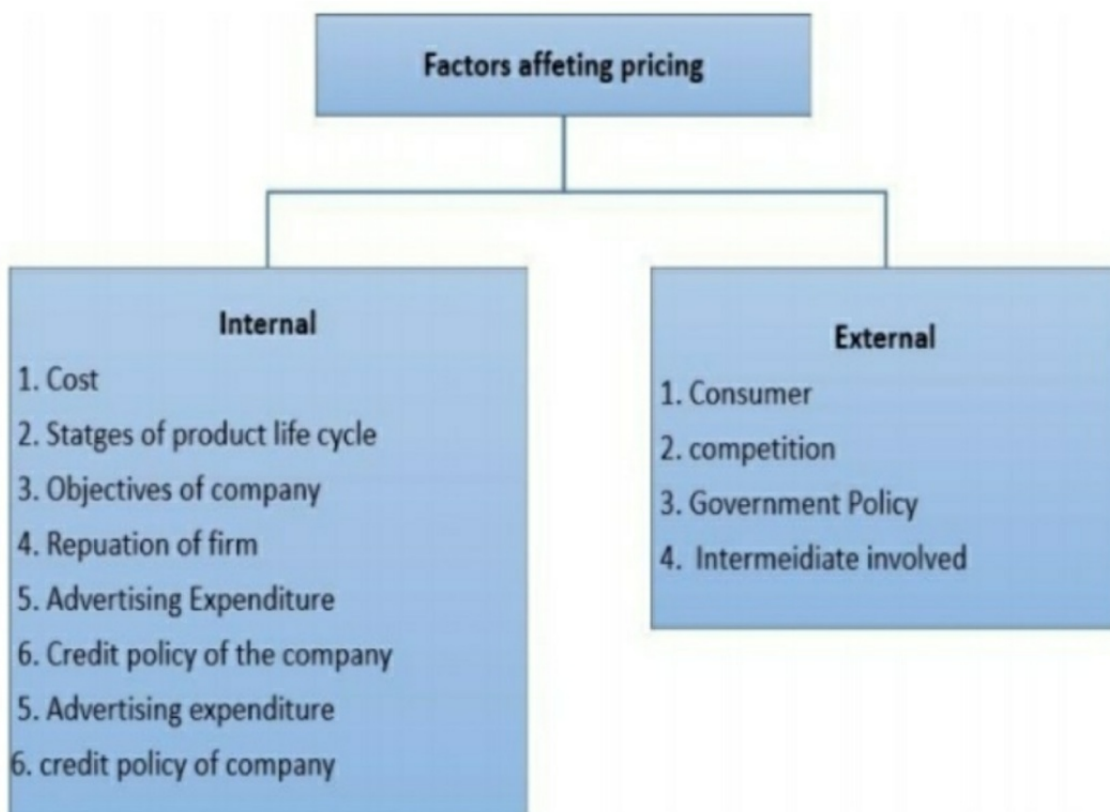 Factors affeting pricing
Internal
1. Cost
2. Statges of product life cycle
3. Objectives of company
4. Repuation of firm
5. Advertising Expenditure
6. Credit policy of the company
5. Advertising expenditure
6. credit policy of company
External
1. Consumer
2. competition
3. Government Policy
4. Intermeidiate involved